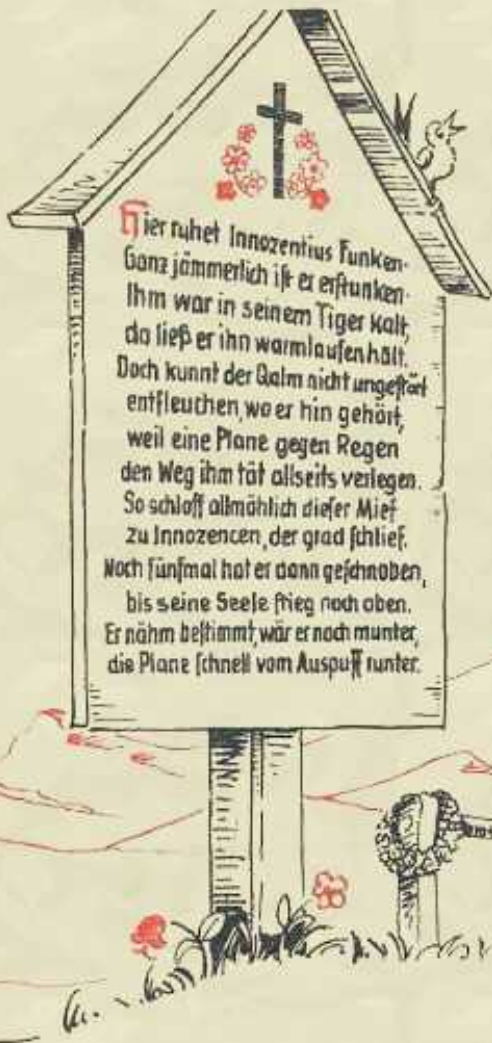 Hier ruhet Innozentius Funken.
Ganz jämmerlich iſt er erſtunken.
Ihm war in seinem Tiger kalt,
da ließ er ihn warmlaufen halt.
Doch kunnt der Qalm nicht ungeſtört
entfleuchen, wo er hin gehört,
weil eine Plane gegen Regen
den Weg ihm tät allseits verlegen.
So schloff allmählich dieſer Mief
zu Innozencen, der grad ſchlief.
Noch fünfmal hat er dann geſchnoben,
bis seine Seele ſtieg nach oben.
Er nähm beſtimmt, wär er noch munter,
die Plane ſchnell vom Auspuff runter.